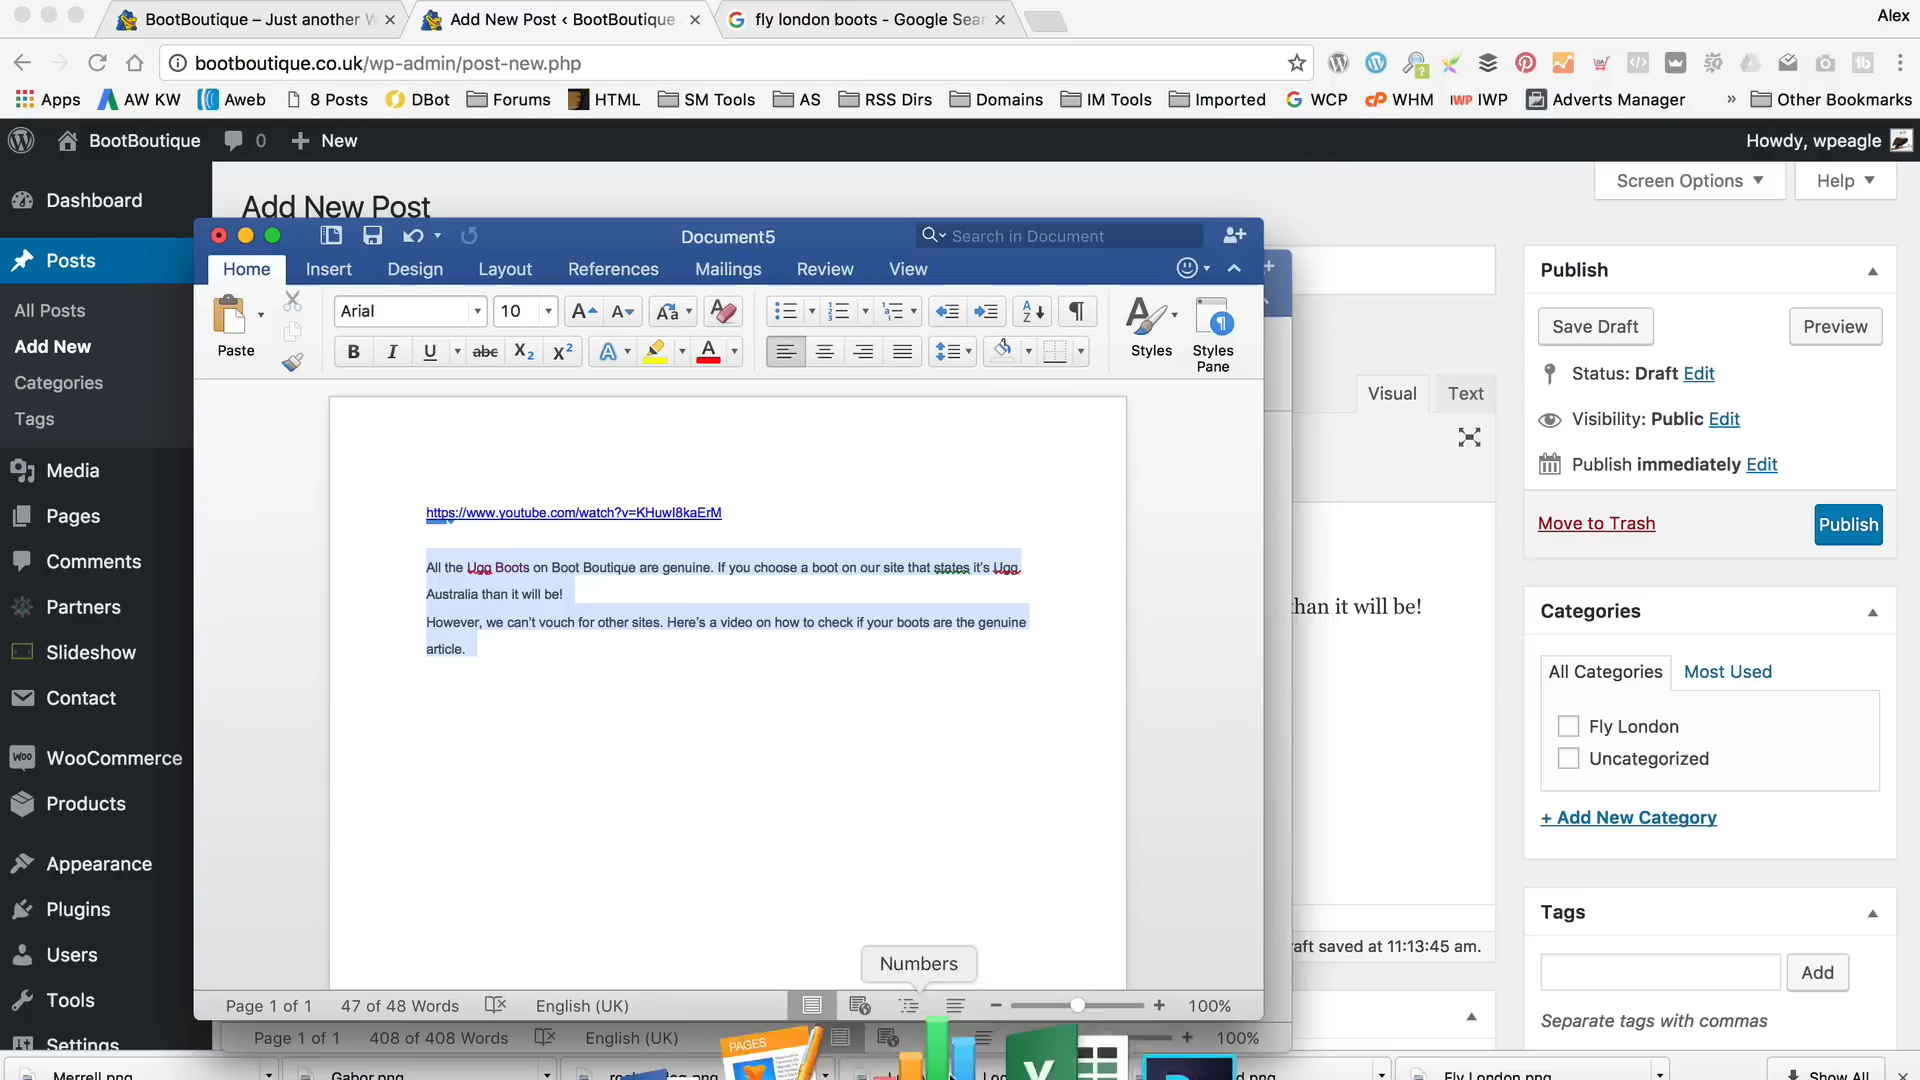 BootBoutique – Just another W
Add New Post ‹ BootBoutique
fly london boots - Google Sear
Alex
bootboutique.co.uk/wp-admin/post-new.php
Apps
AW KW
Aweb
8 Posts
DBot
Forums
HTML
SM Tools
AS
RSS Dirs
Domains
IM Tools
Imported
WCP
WHM
IWP
Adverts Manager
»
Other Bookmarks
BootBoutique
0
New
Howdy, wpeagle
Add New Post
Screen Options
Help
Dashboard
Posts
All Posts
Add New
Categories
Tags
Media
Pages
Comments
Partners
Slideshow
Contact
WooCommerce
Products
Appearance
Plugins
Users
Tools
Settings
Document5
Search in Document
Home
Insert
Design
Layout
References
Mailings
Review
View
Paste
Arial
10
Styles
Styles
Pane
https://www.youtube.com/watch?v=KHuwI8kaErM
All the Ugg Boots on Boot Boutique are genuine. If you choose a boot on our site that states it's Ugg
Australia than it will be!
However, we can't vouch for other sites. Here's a video on how to check if your boots are the genuine
article.
Numbers
Page 1 of 1
47 of 48 Words
English (UK)
100%
Page 1 of 1
408 of 408 Words
English (UK)
100%
Visual
Text
han it will be!
aft saved at 11:13:45 am.
Publish
Save Draft
Preview
Status: Draft Edit
Visibility: Public Edit
Publish immediately Edit
Move to Trash
Publish
Categories
All Categories
Most Used
Fly London
Uncategorized
+ Add New Category
Tags
Add
Separate tags with commas
PAGES
Merrell.png
Gabor.png
Fly London.png
Show All